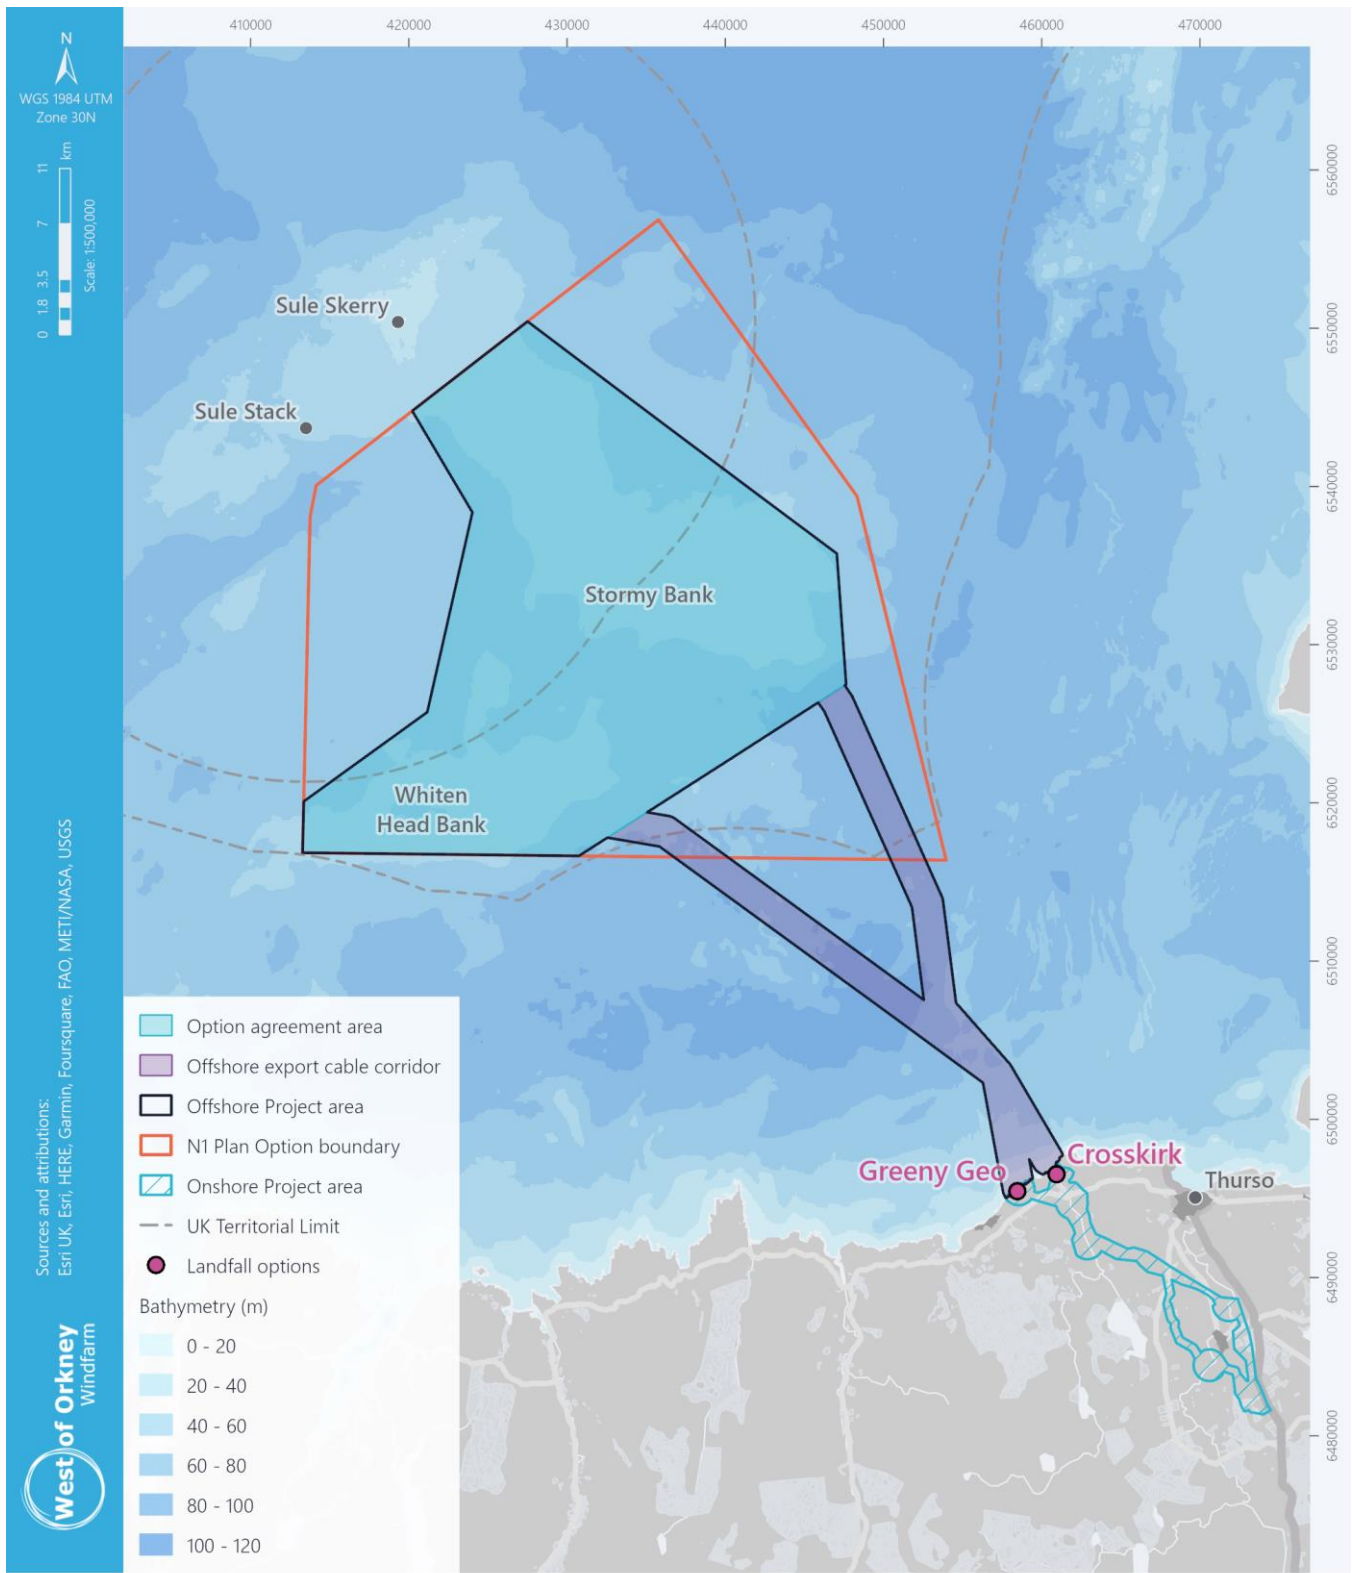 410000 420000 430000 440000 450000 460000 470000
N
WGS 1984 UTM
Zone 30N
0 1.8 3.5 7 11 km
Scale: 1:500,000
6560000
6550000
6540000
6530000
6520000
6510000
6500000
6490000
6480000
Sule Skerry
Sule Stack
Stormy Bank
Whiten
Head Bank
Greeny Geo
Crosskirk
Thurso
Option agreement area
Offshore export cable corridor
Offshore Project area
N1 Plan Option boundary
Onshore Project area
UK Territorial Limit
Landfall options
Bathymetry (m)
0 - 20
20 - 40
40 - 60
60 - 80
80 - 100
100 - 120
Sources and attributions:
Esri UK, Esri, HERE, Garmin, Foursquare, FAO, METI/NASA, USGS
West of Orkney
Windfarm